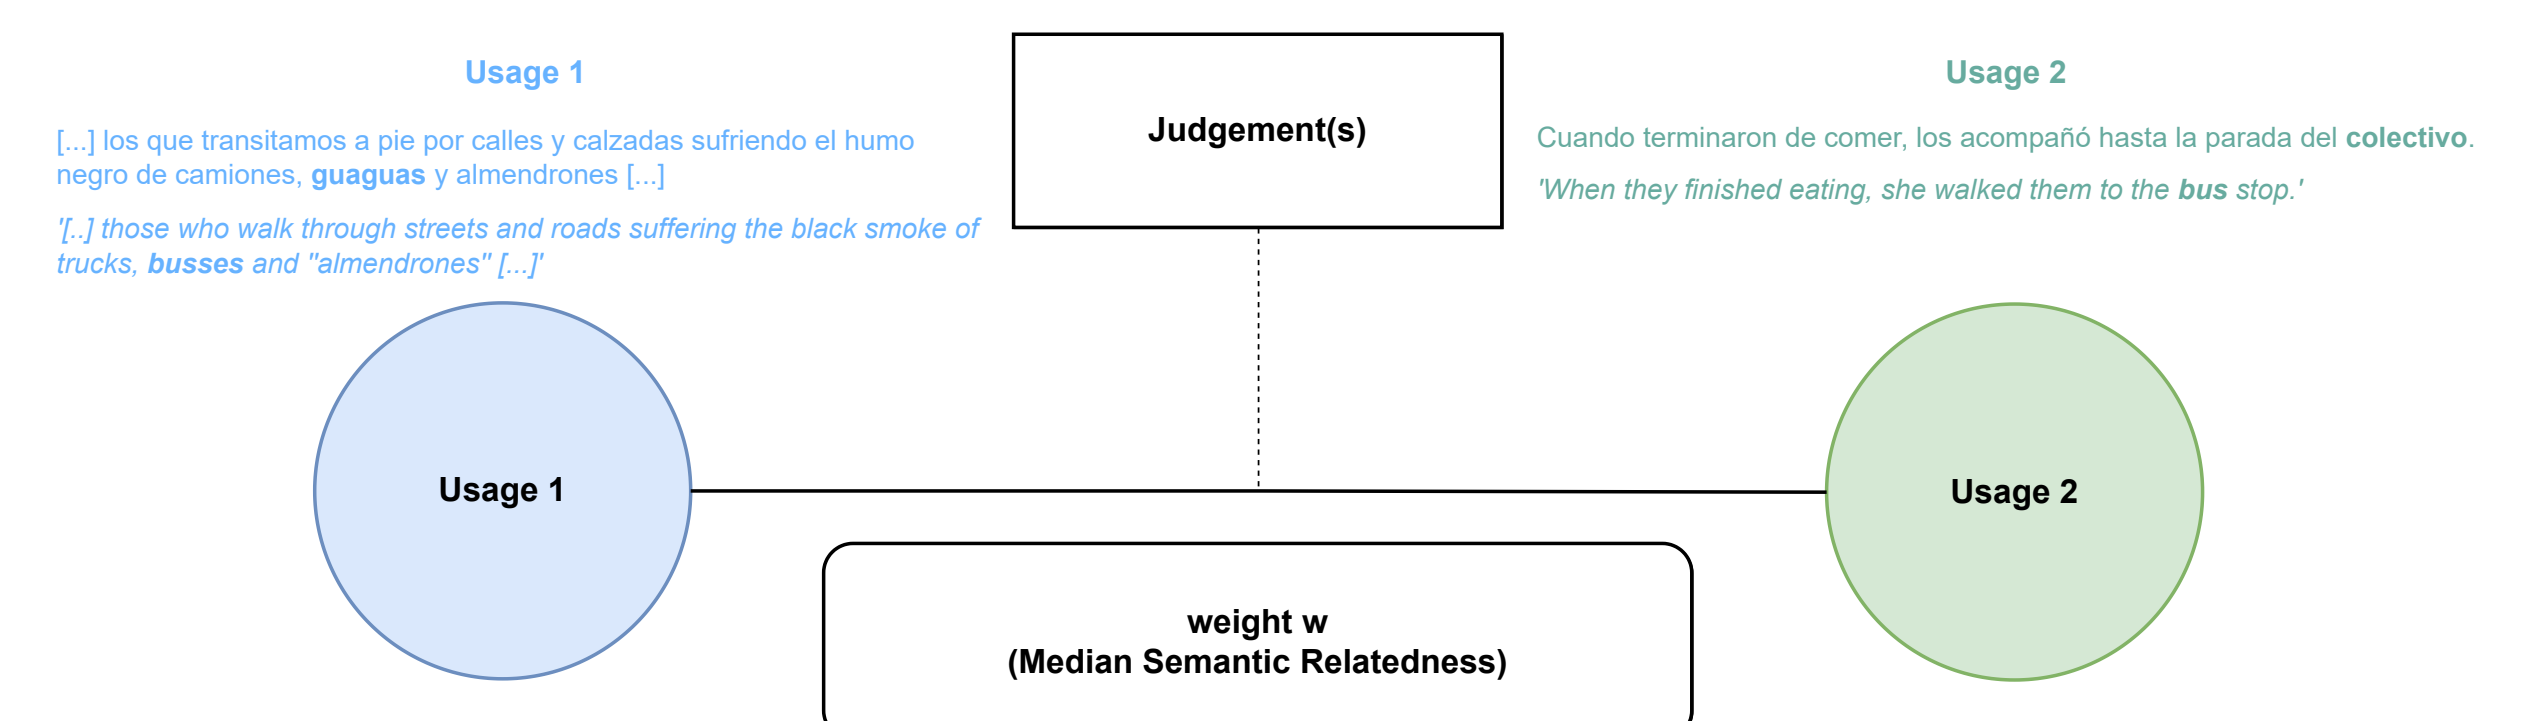 Usage 1
[...] los que transitamos a pie por calles y calzadas sufriendo el humo
negro de camiones, guaguas y almendrones [...]
'[..] those who walk through streets and roads suffering the black smoke of
trucks, busses and "almendrones" [...]'
Judgement(s)
Usage 2
Cuando terminaron de comer, los acompañó hasta la parada del colectivo.
'When they finished eating, she walked them to the bus stop.'
Usage 1
Usage 2
weight w
(Median Semantic Relatedness)